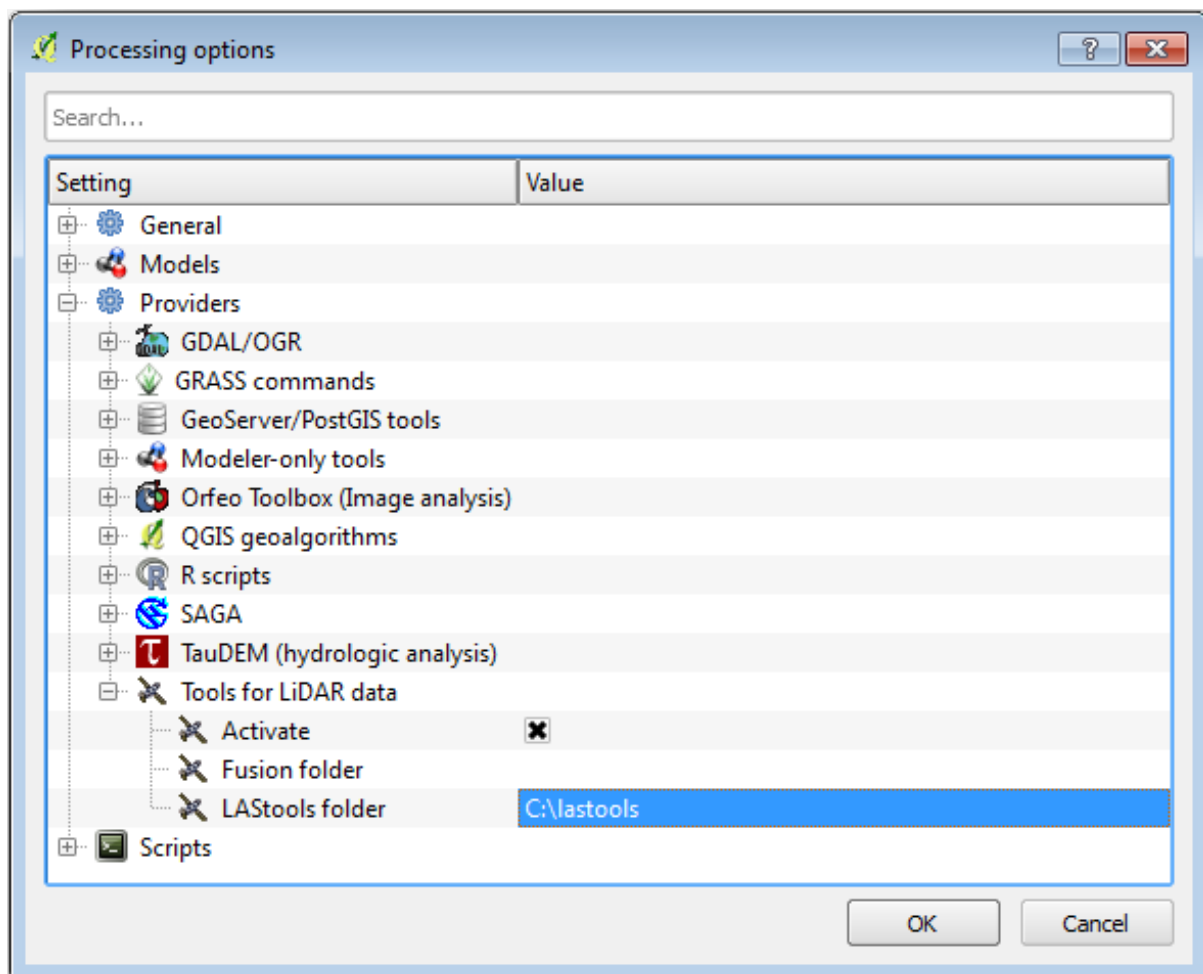 Processing options
Search...
Setting Value
General
Models
Providers
GDAL/OGR
GRASS commands
GeoServer/PostGIS tools
Modeler-only tools
Orfeo Toolbox (Image analysis)
QGIS geoalgorithms
R scripts
SAGA
TauDEM (hydrologic analysis)
Tools for LiDAR data
Activate
Fusion folder
LAStools folder C:\lastools
Scripts
OK Cancel